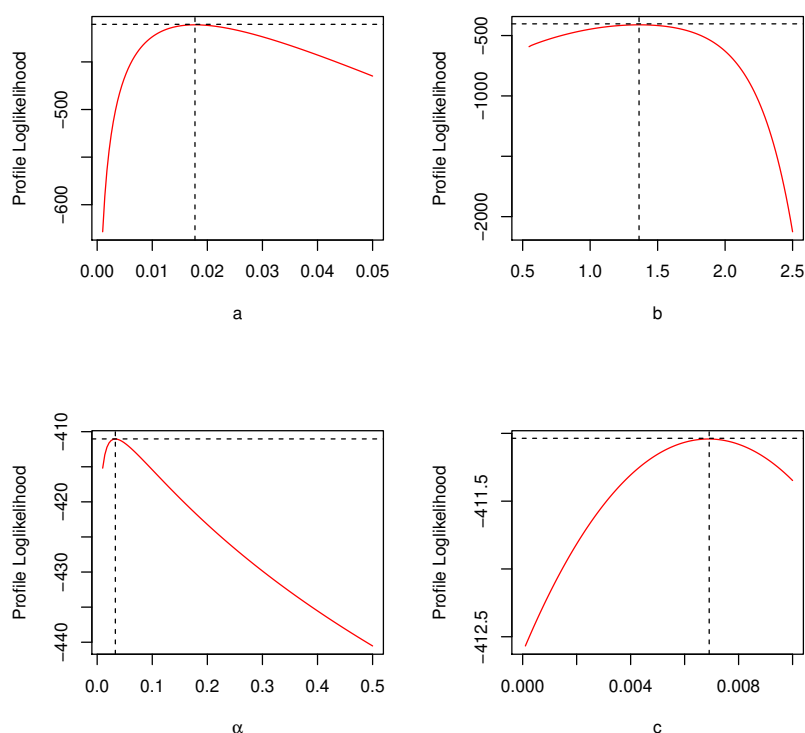 Profile Loglikelihood
−500
−600
0.00 0.01 0.02 0.03 0.04 0.05
a
Profile Loglikelihood
−500
−1000
−2000
0.5 1.0 1.5 2.0 2.5
b
Profile Loglikelihood
−410
−420
−430
−440
0.0 0.1 0.2 0.3 0.4 0.5
α
Profile Loglikelihood
−411.5
−412.5
0.000 0.004 0.008
c